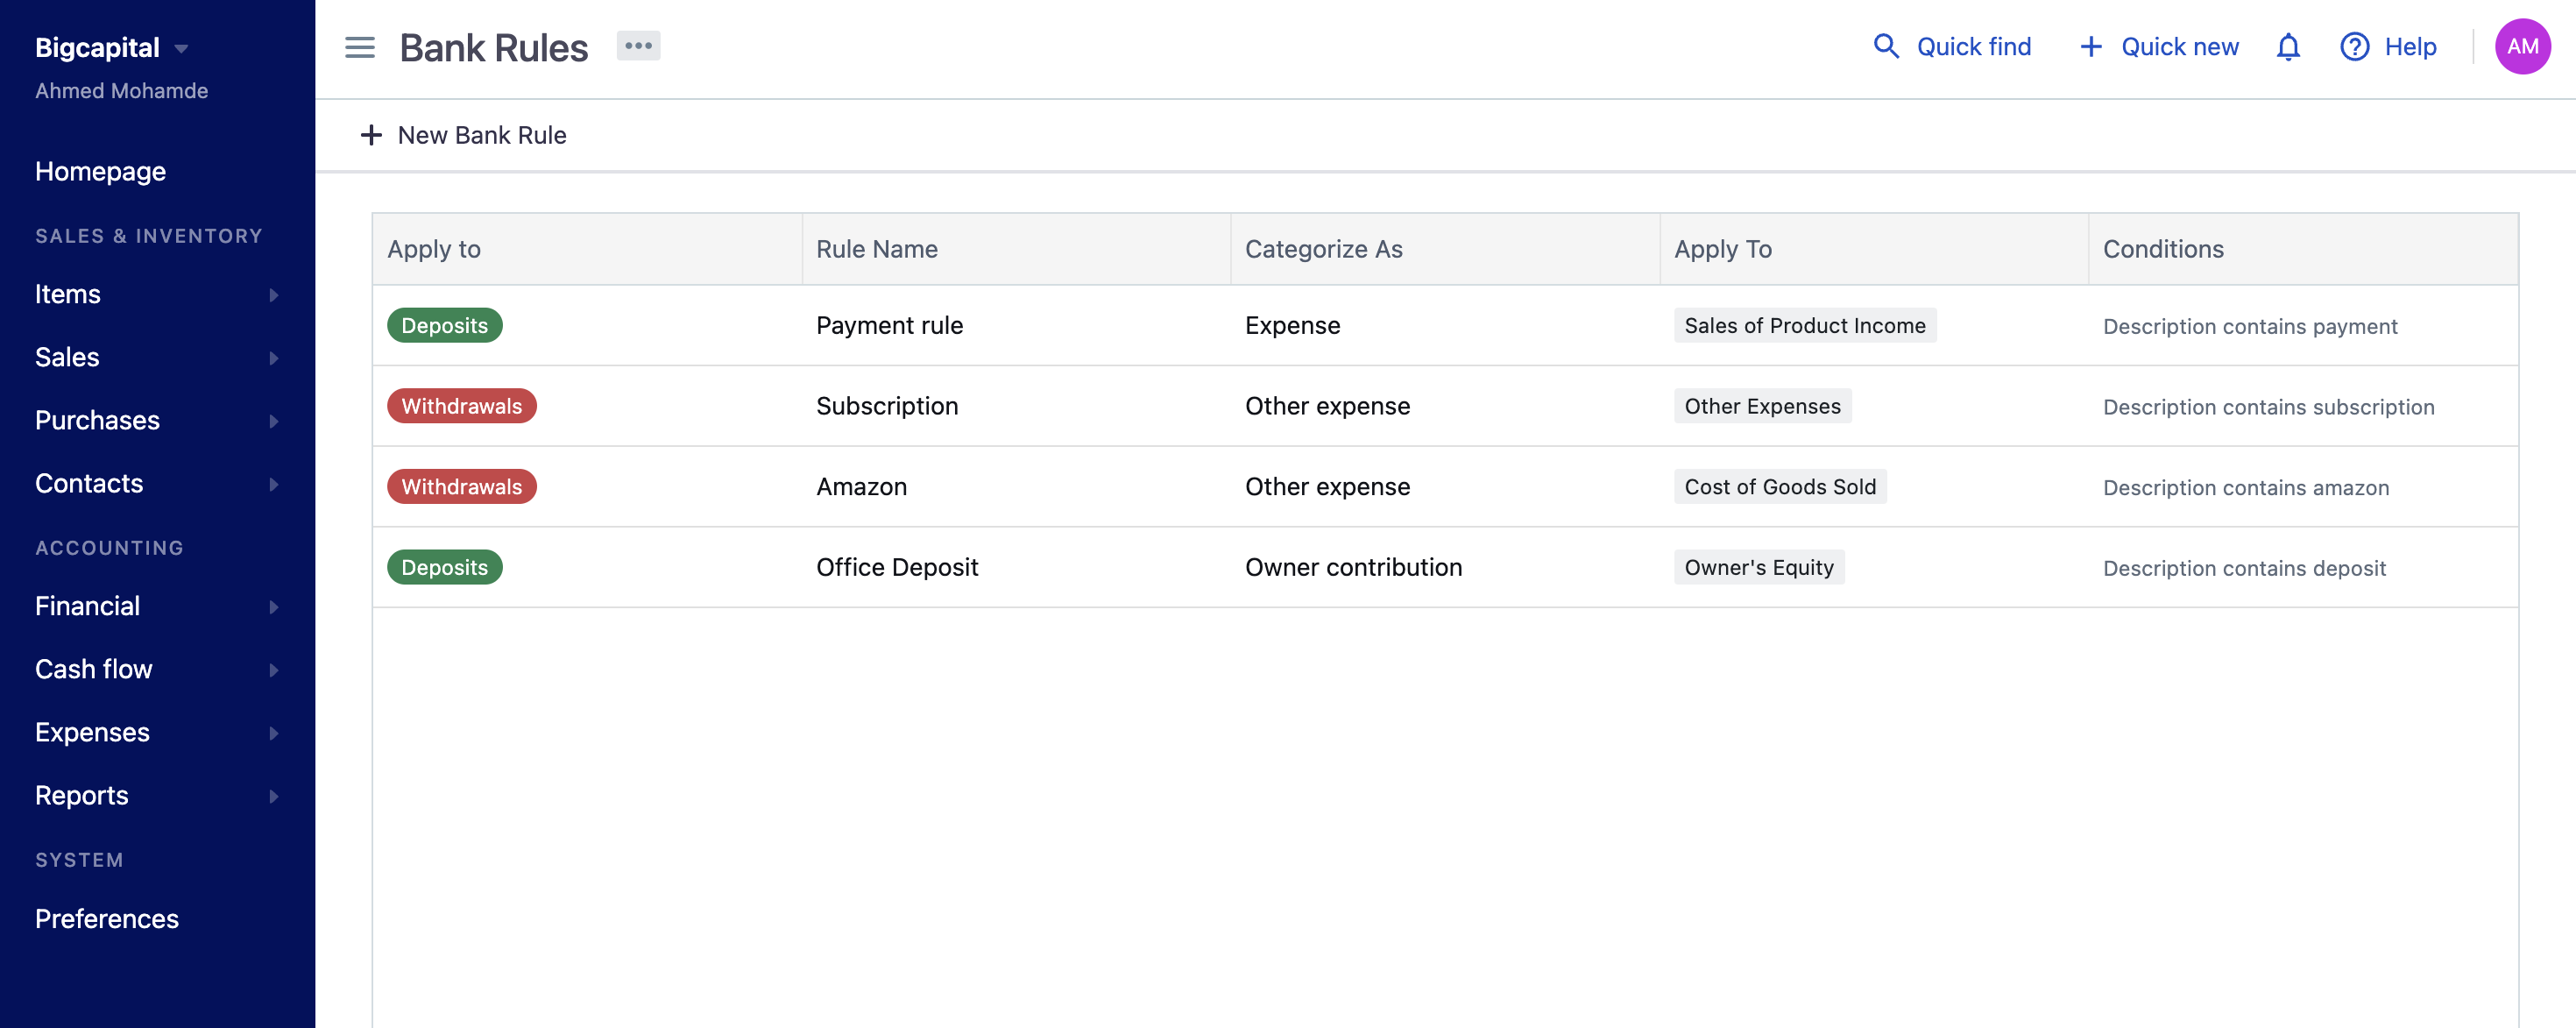 Bigcapital
Ahmed Mohamde
Homepage
SALES & INVENTORY
Items
Sales
Purchases
Contacts
ACCOUNTING
Financial
Cash flow
Expenses
Reports
SYSTEM
Preferences
Bank Rules
Quick find
Quick new
Help
AM
New Bank Rule
Apply to Rule Name Categorize As Apply To Conditions
Deposits Payment rule Expense Sales of Product Income Description contains payment
Withdrawals Subscription Other expense Other Expenses Description contains subscription
Withdrawals Amazon Other expense Cost of Goods Sold Description contains amazon
Deposits Office Deposit Owner contribution Owner's Equity Description contains deposit